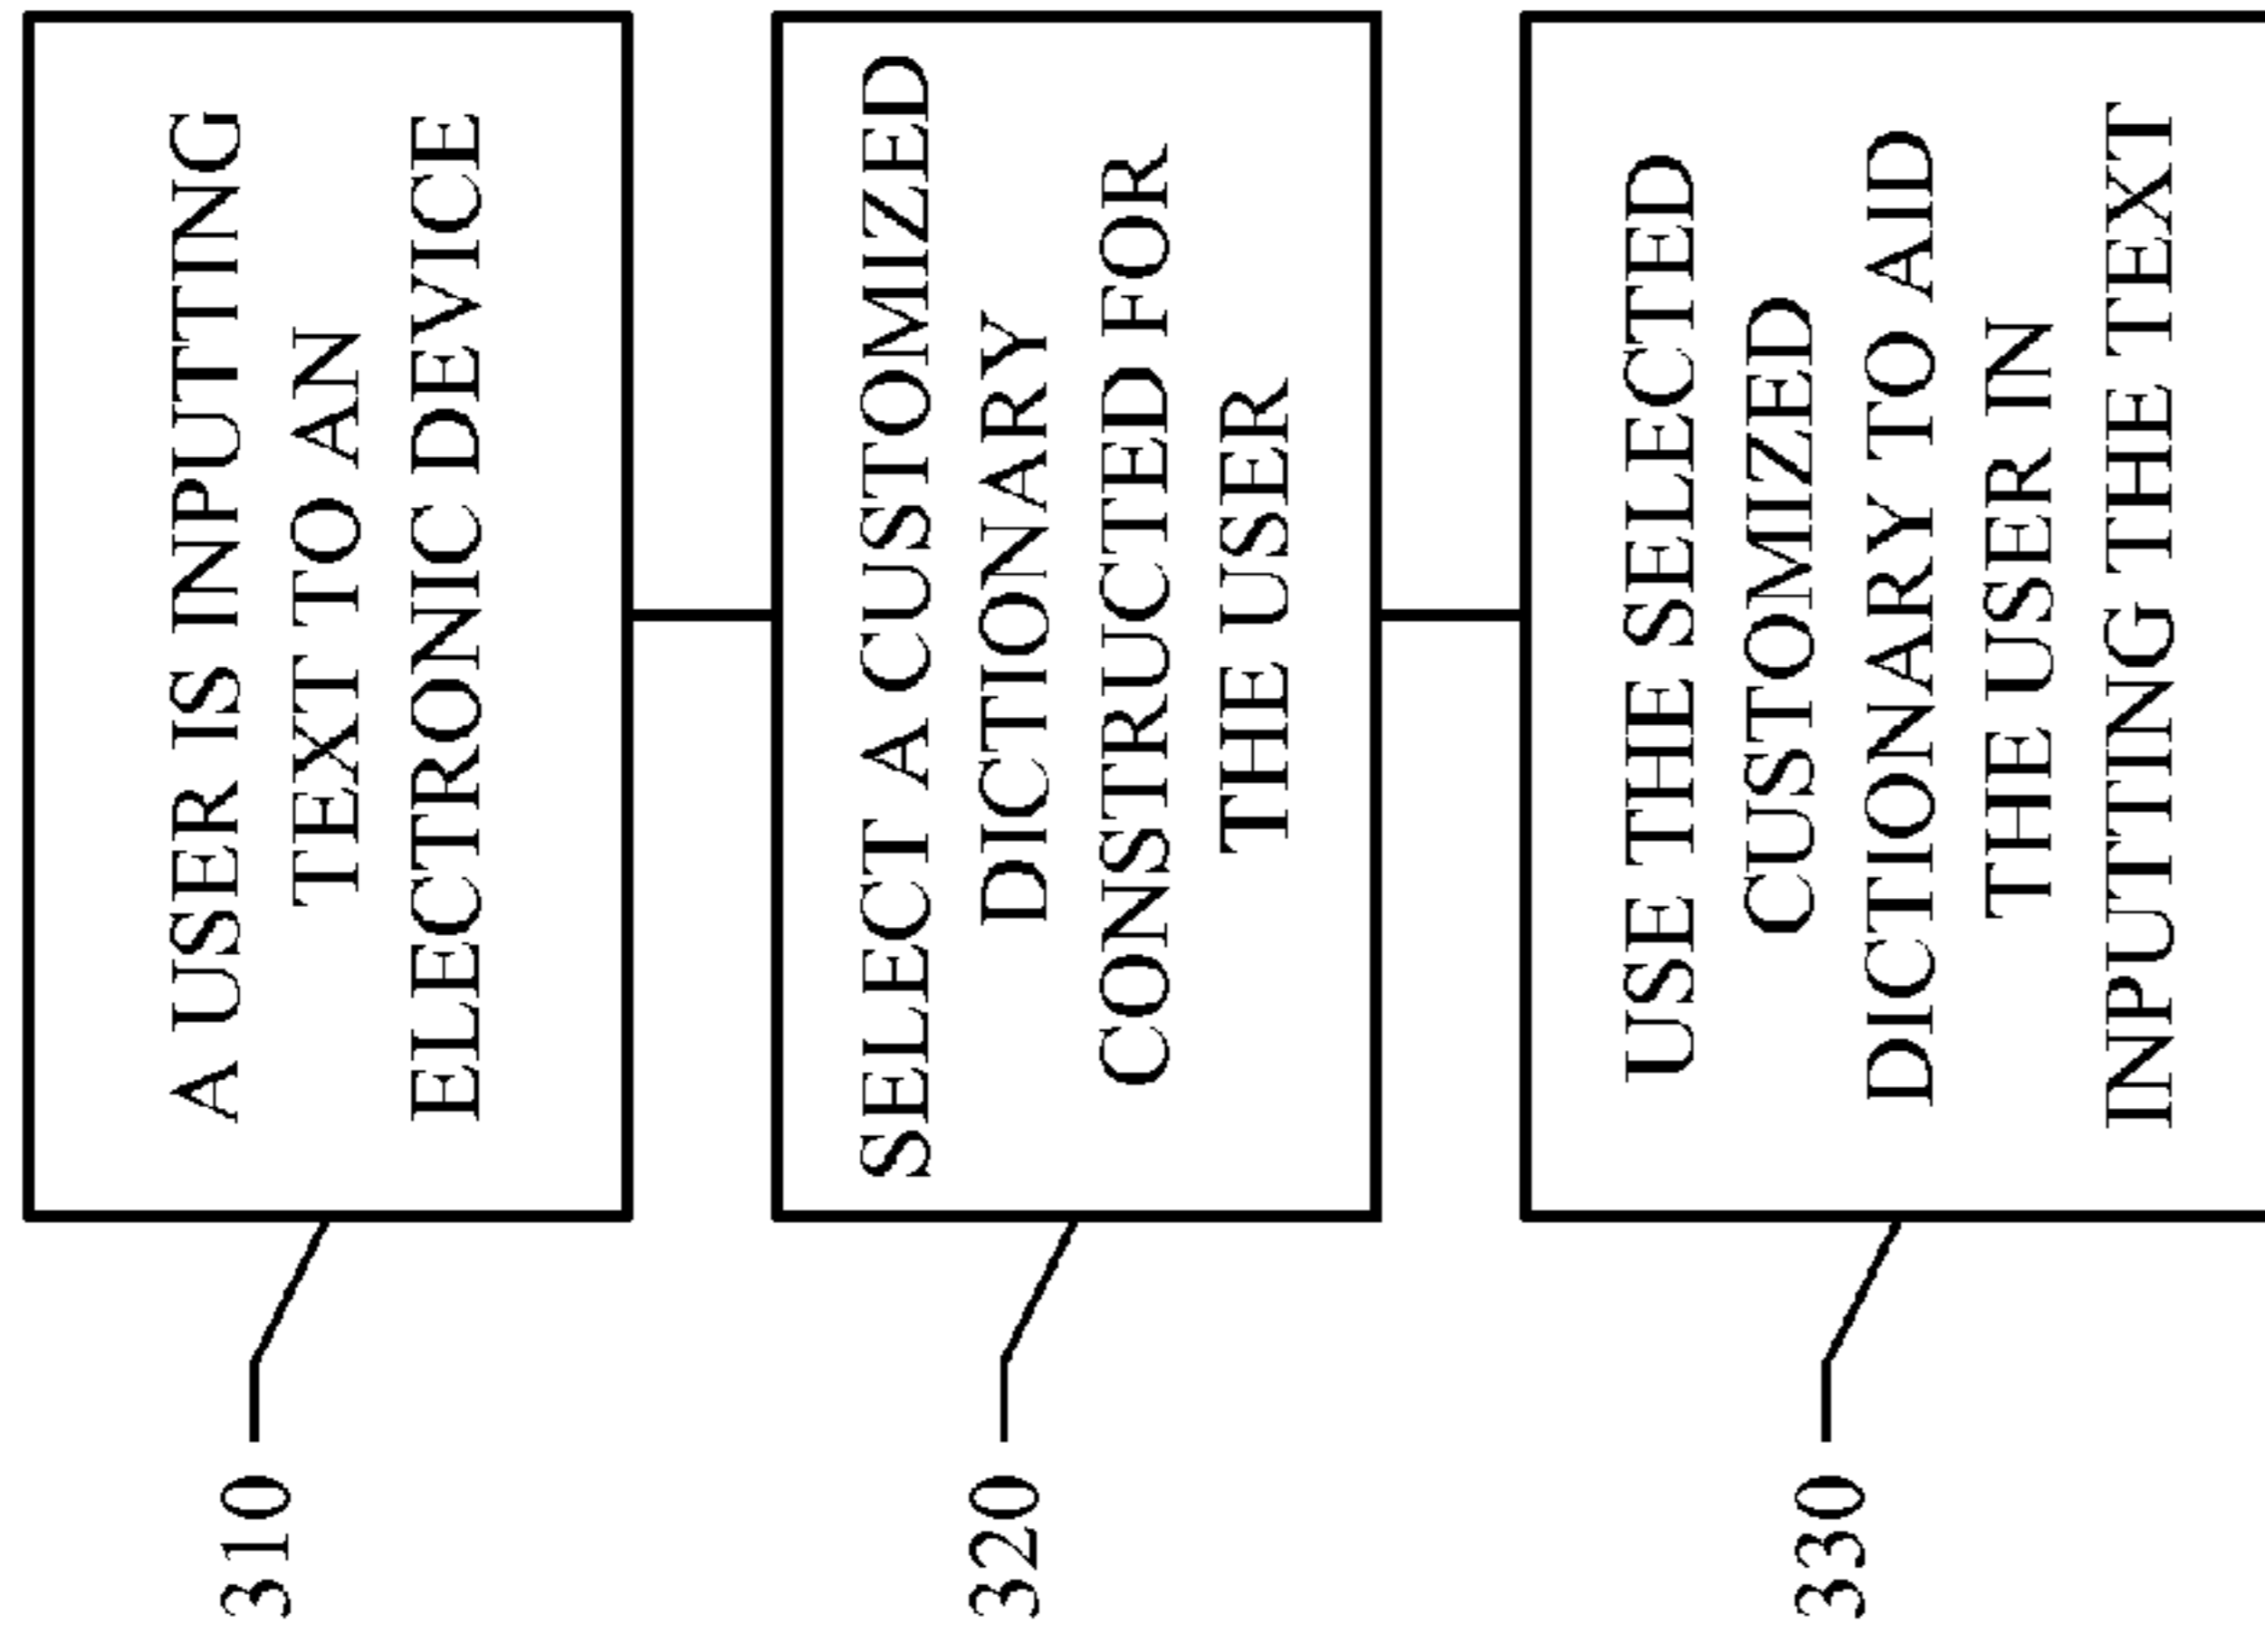 310
A USER IS INPUTTING
TEXT TO AN
ELECTRONIC DEVICE
320
SELECT A CUSTOMIZED
DICTIONARY
CONSTRUCTED FOR
THE USER
330
USE THE SELECTED
CUSTOMIZED
DICTIONARY TO AID
THE USER IN
INPUTTING THE TEXT